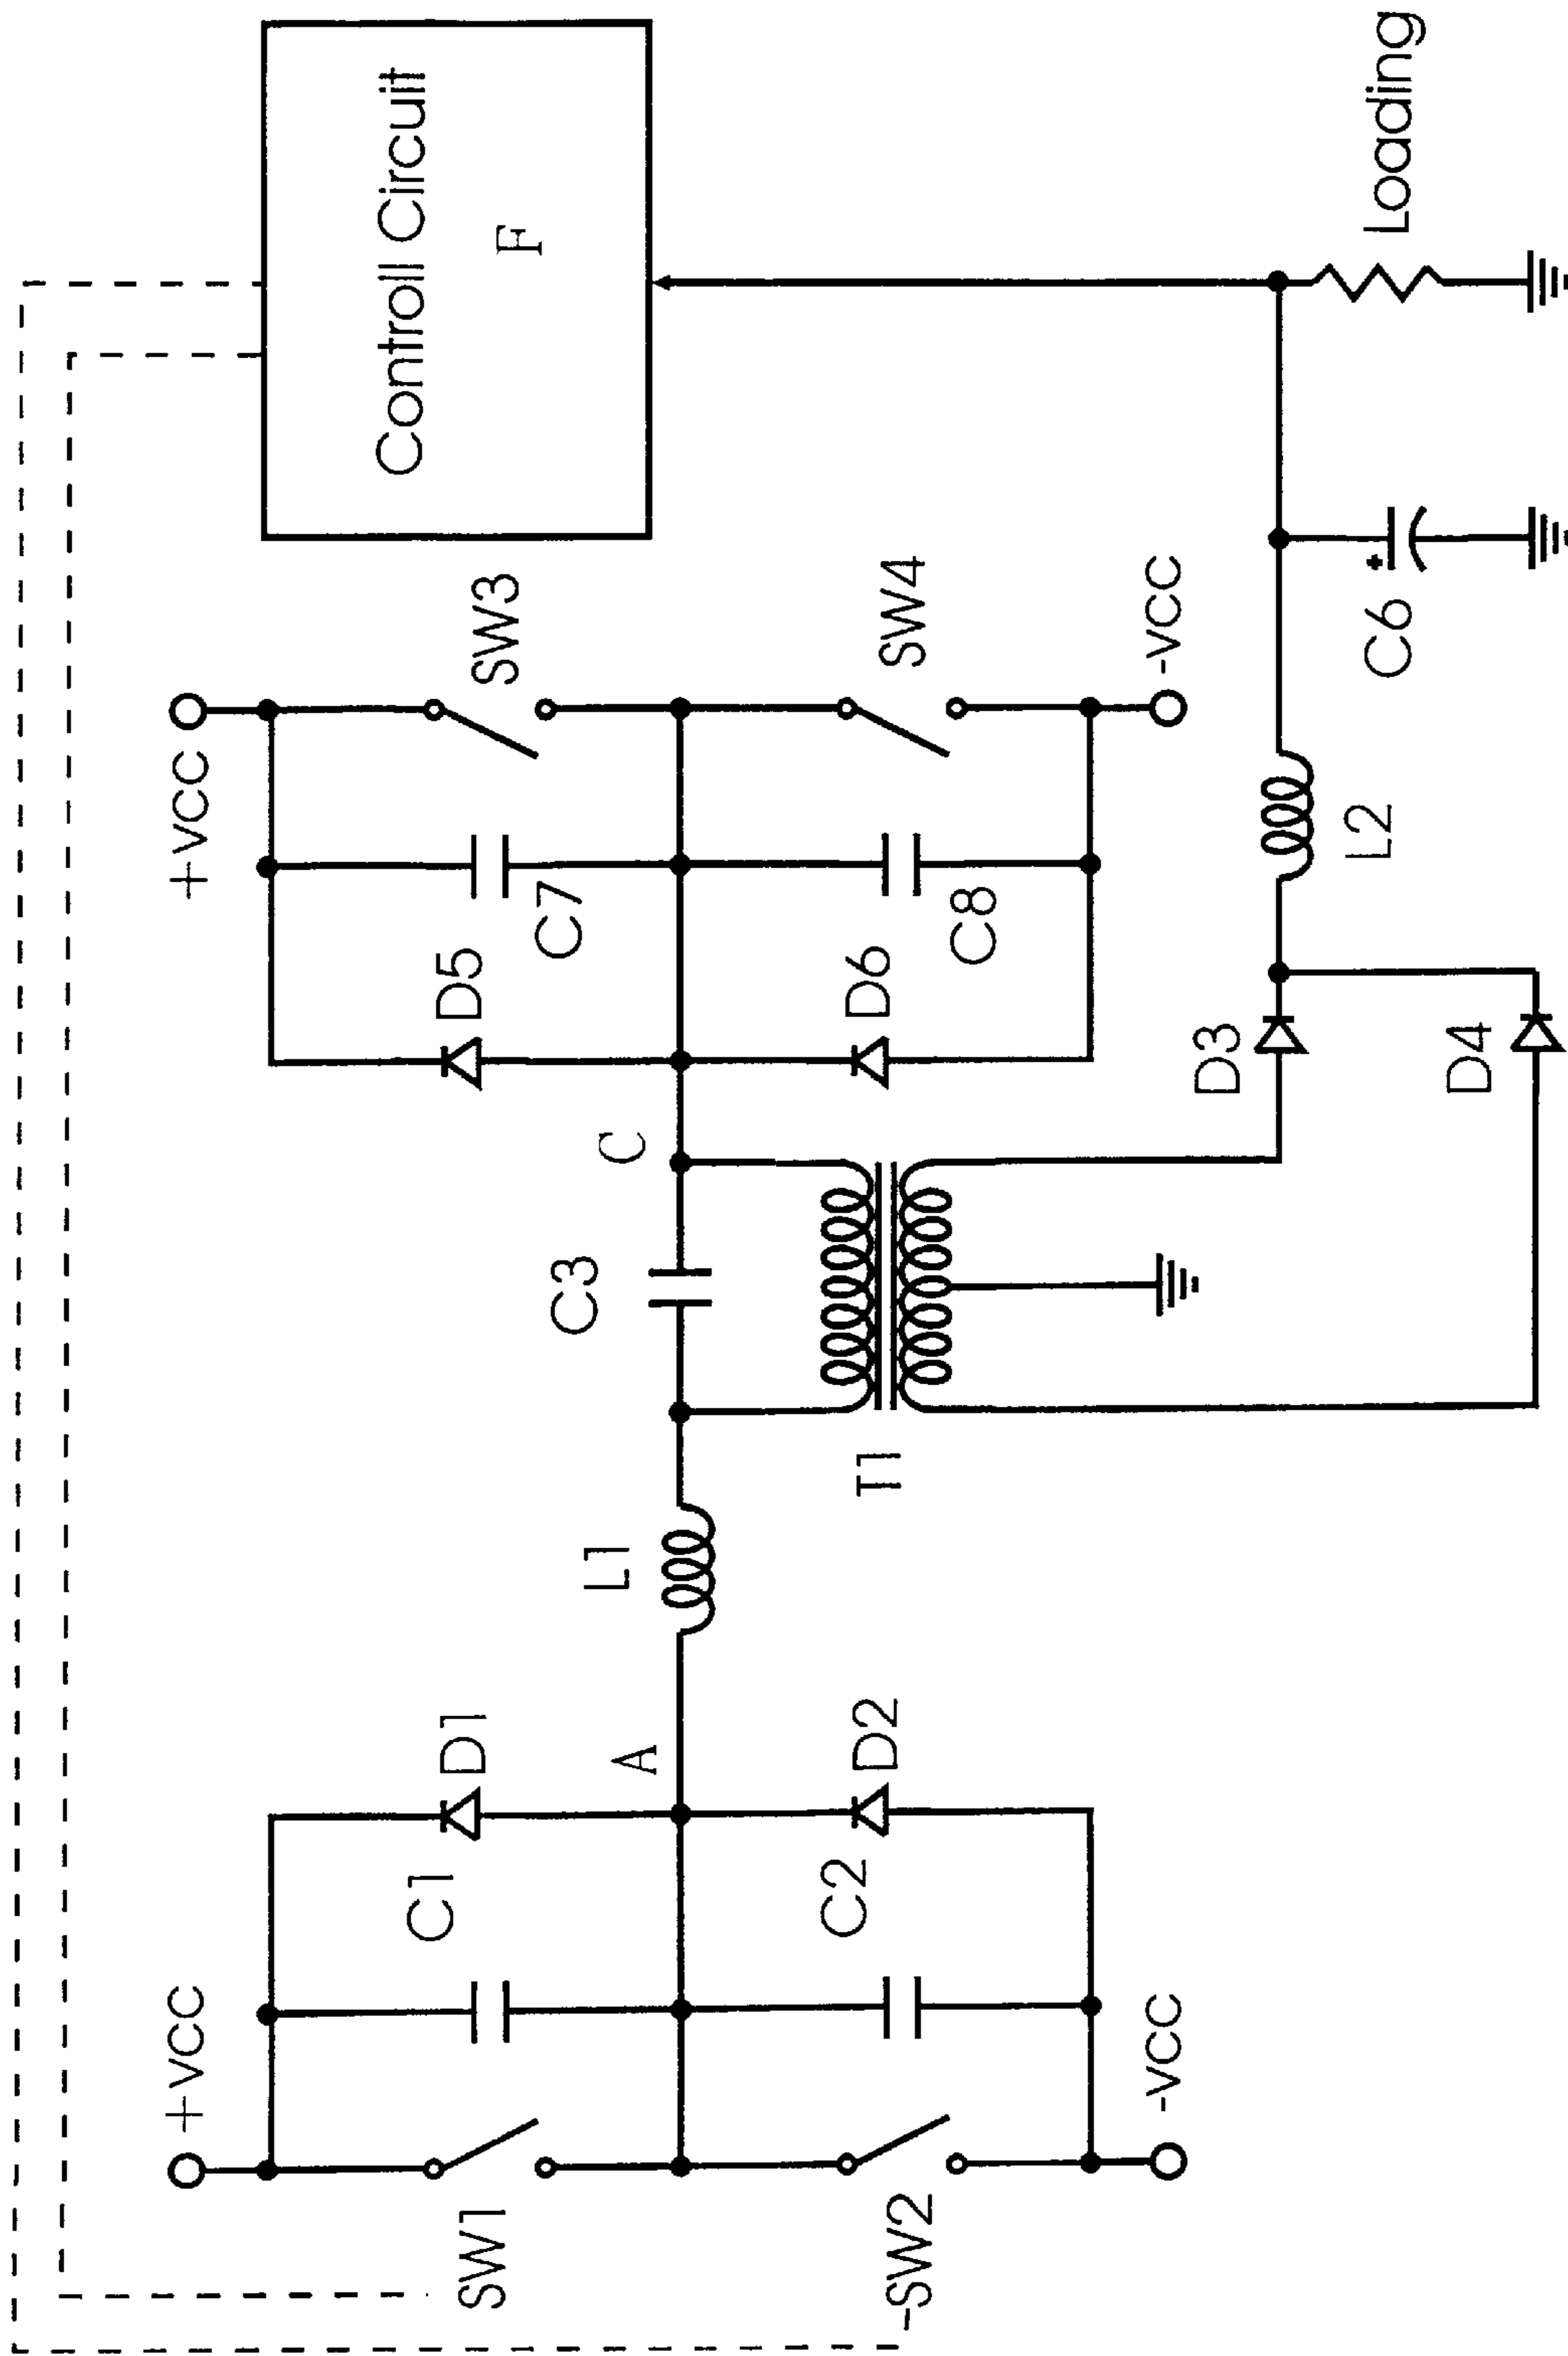 Controll Circuit
F
+VCC
+VCC
SW1
C1
D1
A
L1
C3
C
D5
C7
SW3
SW2
C2
D2
T1
D6
C8
SW4
-VCC
-VCC
D3
L2
C6
Loading
D4